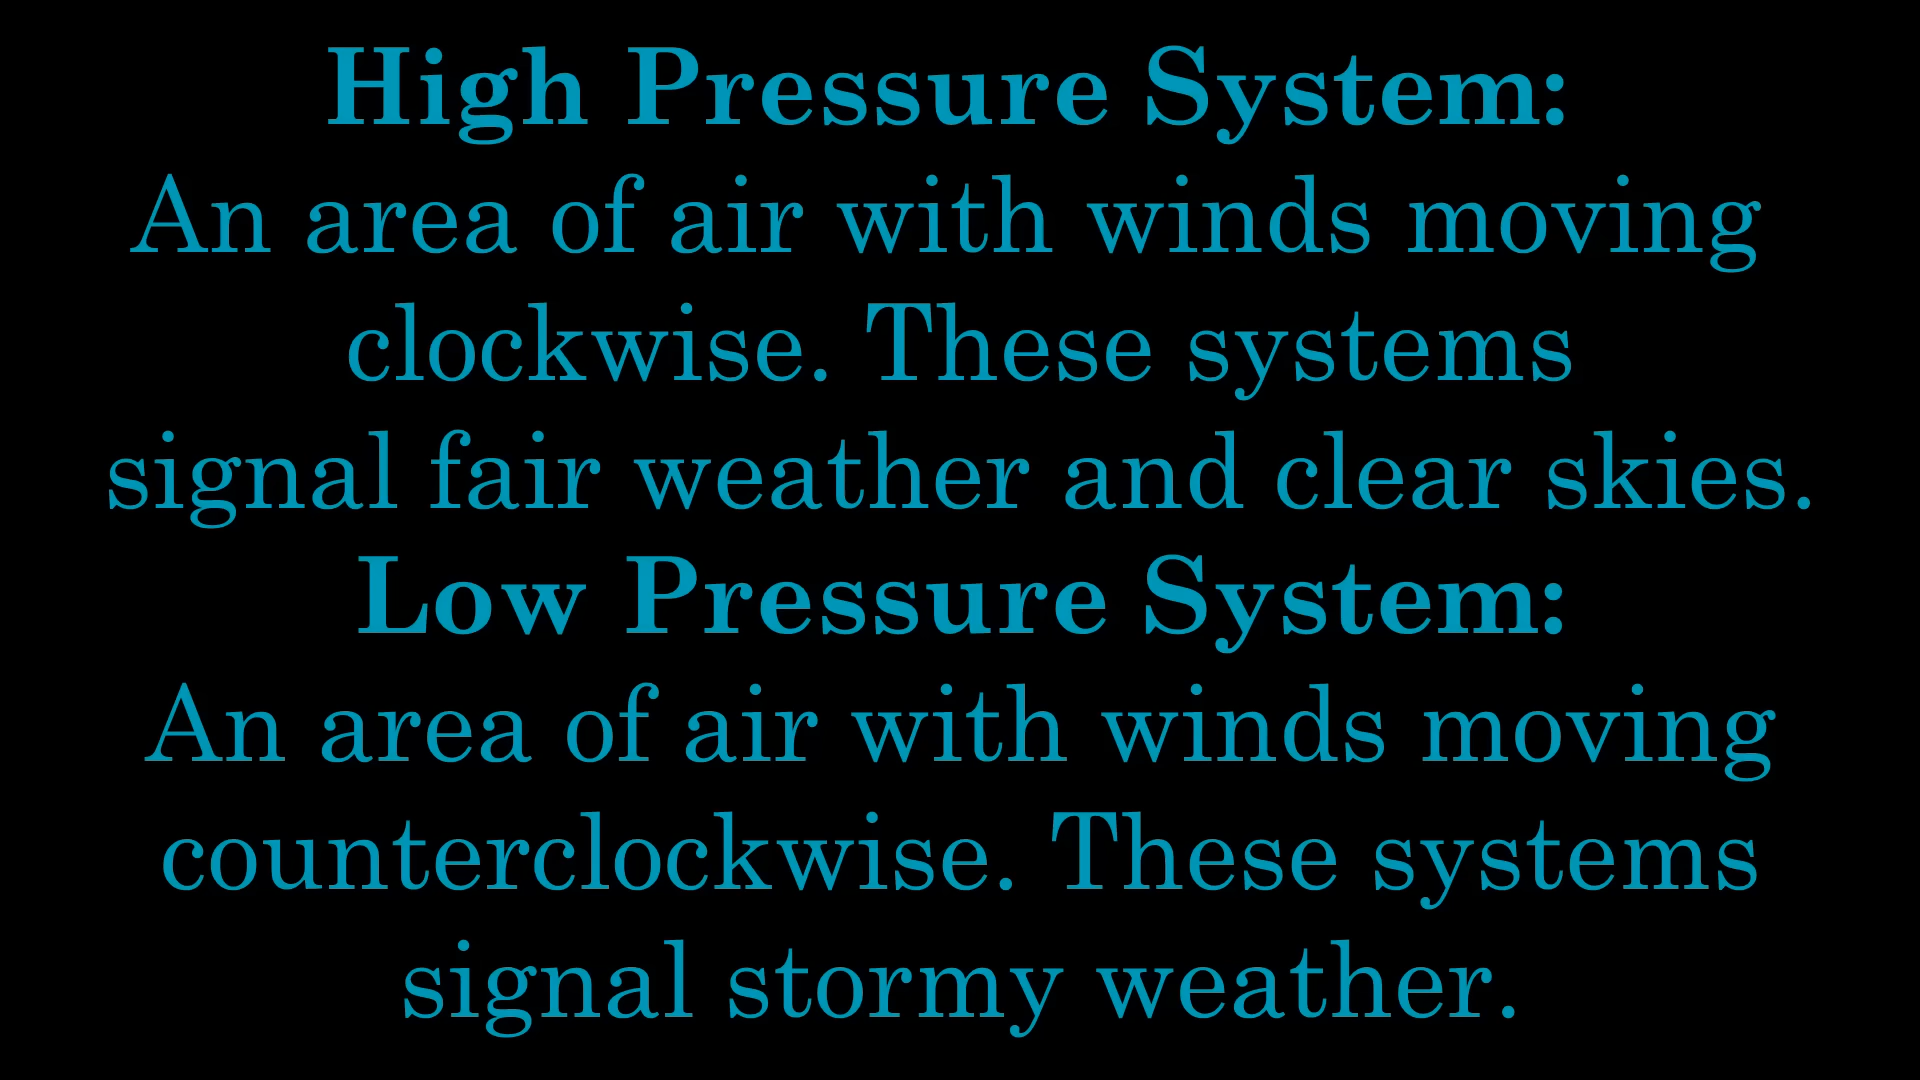 High Pressure System:
An area of air with winds moving
clockwise. These systems
signal fair weather and clear skies.
Low Pressure System:
An area of air with winds moving
counterclockwise. These systems
signal stormy weather.